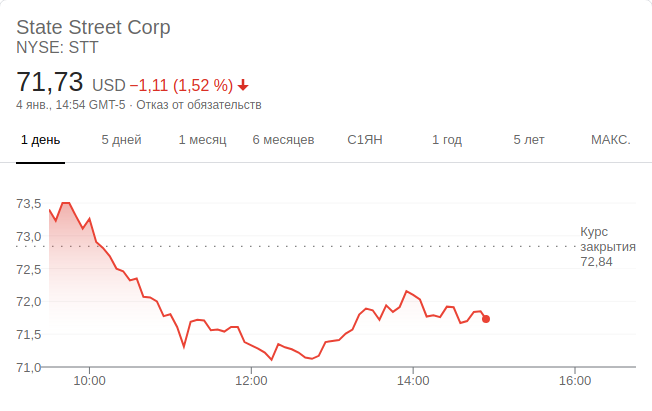 State Street Corp
NYSE: STT
71,73 USD −1,11 (1,52 %)
4 янв., 14:54 GMT-5 · Отказ от обязательств
1 день 5 дней 1 месяц 6 месяцев С1ЯН 1 год 5 лет МАКС.
73,5
73,0
72,5
72,0
71,5
71,0
Курс
закрытия
72,84
10:00 12:00 14:00 16:00